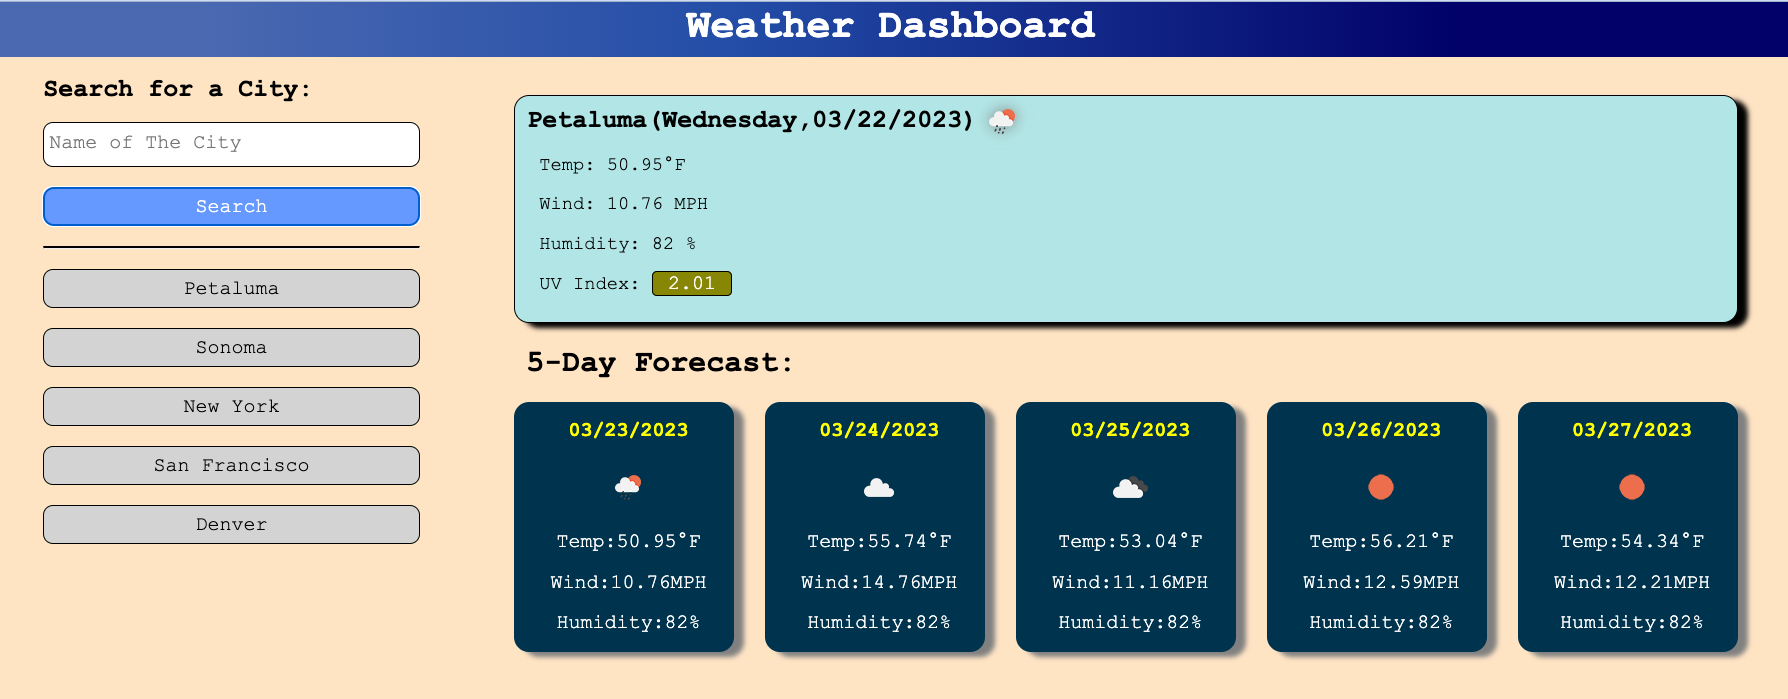 Weather Dashboard
Search for a City:
Name of The City
Search
Petaluma
Sonoma
New York
San Francisco
Denver
Petaluma(Wednesday,03/22/2023)
Temp: 50.95°F
Wind: 10.76 MPH
Humidity: 82 %
UV Index: 2.01
5-Day Forecast:
03/23/2023
Temp:50.95°F
Wind:10.76MPH
Humidity:82%
03/24/2023
Temp:55.74°F
Wind:14.76MPH
Humidity:82%
03/25/2023
Temp:53.04°F
Wind:11.16MPH
Humidity:82%
03/26/2023
Temp:56.21°F
Wind:12.59MPH
Humidity:82%
03/27/2023
Temp:54.34°F
Wind:12.21MPH
Humidity:82%